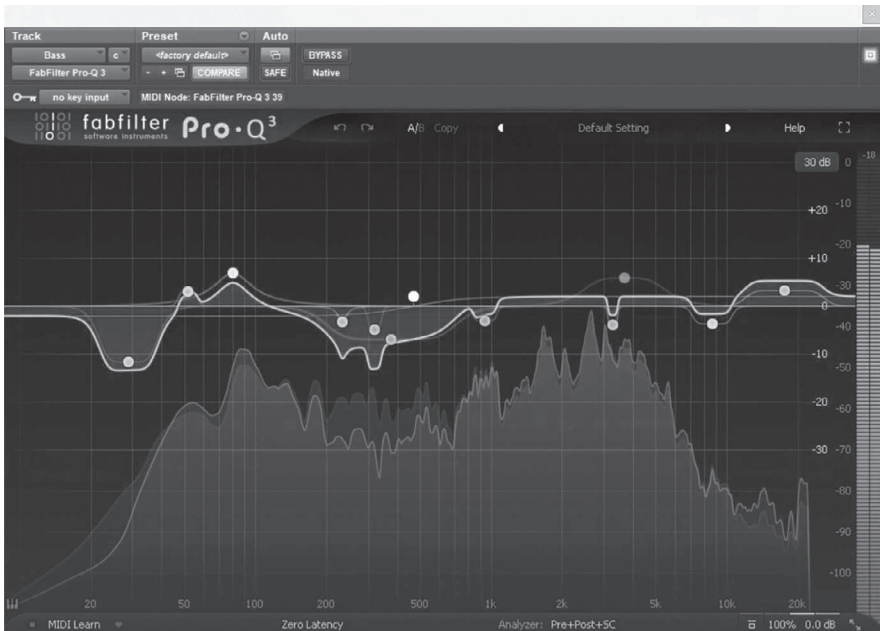 Track Preset Auto
Bass c <factory default> BYPASS
FabFilter Pro-Q 3 - + COMPARE SAFE Native
no key input MIDI Node: FabFilter Pro-Q 3 39
fabfilter
software instruments
Pro·Q3
A/B Copy Default Setting Help
30 dB 0 -18
+20 -10
-20
+10
-30
0
-40
-10
-50
-20 -60
-30 -70
-80
-90
-100
20 50 100 200 500 1k 2k 5k 10k 20k
MIDI Learn Zero Latency Analyzer: Pre+Post+SC 100% 0.0 dB